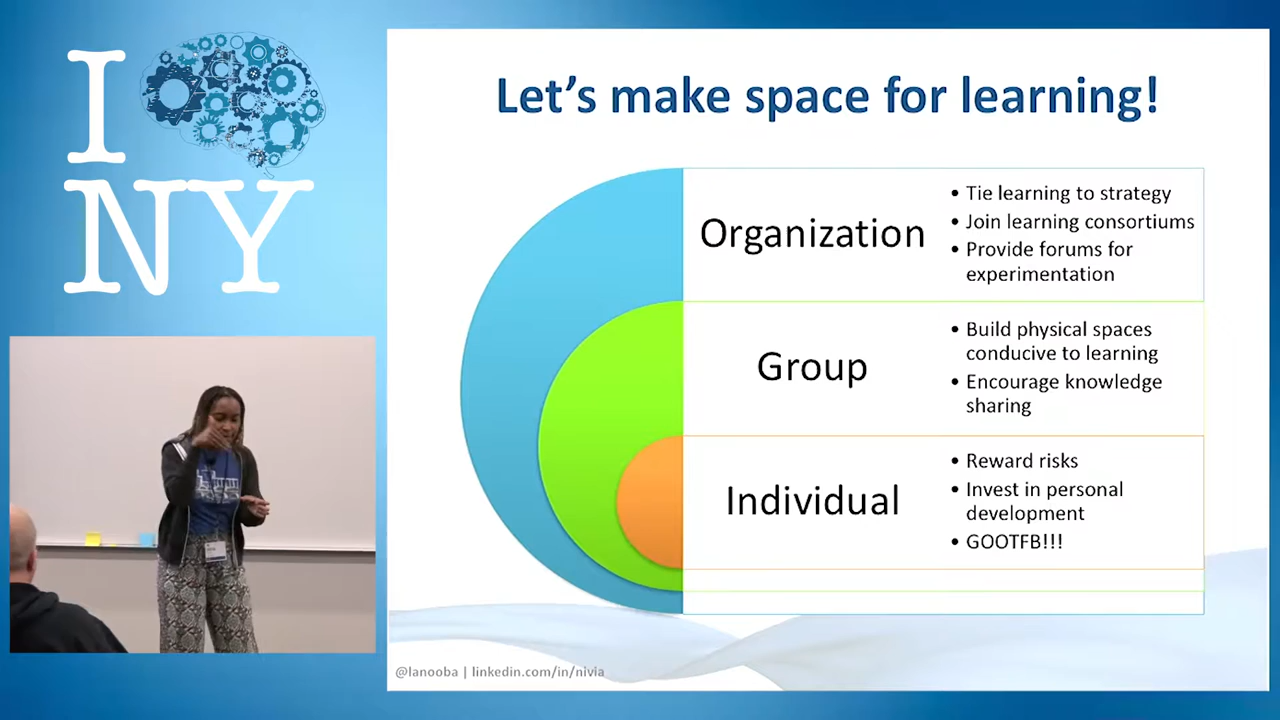 I
NY
Let's make space for learning!
Organization
• Tie learning to strategy
• Join learning consortiums
• Provide forums for
experimentation
Group
• Build physical spaces
conducive to learning
• Encourage knowledge
sharing
Individual
• Reward risks
• Invest in personal
development
• GOOTFB!!!
@lanooba | linkedin.com/in/nivia